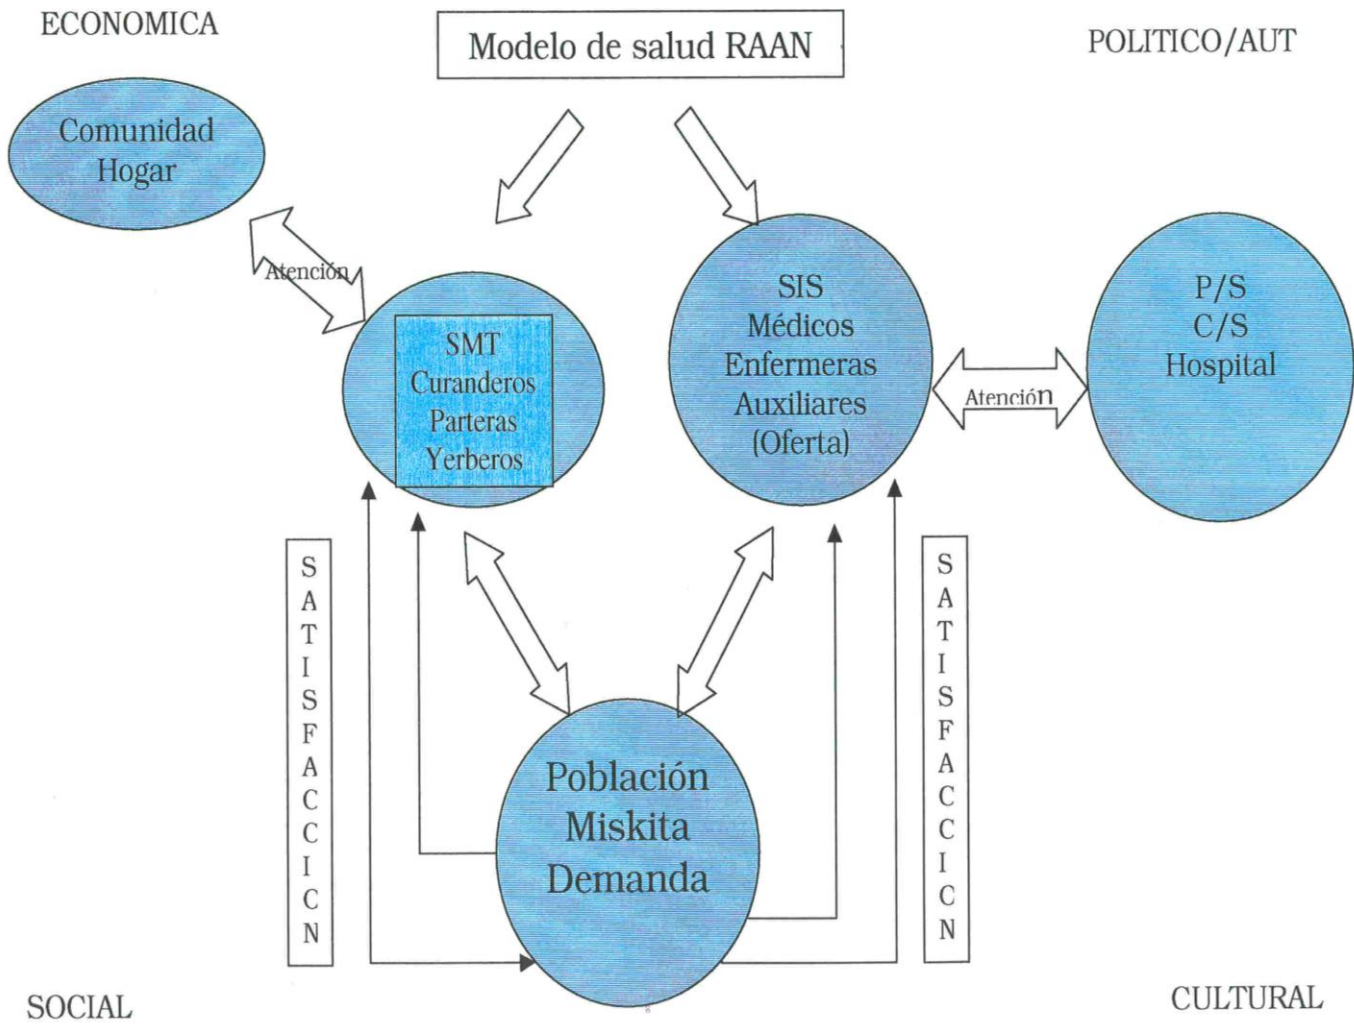 ECONOMICA
Modelo de salud RAAN
POLITICO/AUT
Comunidad
Hogar
Atención
SMT
Curanderos
Parteras
Yerberos
SIS
Médicos
Enfermeras
Auxiliares
(Oferta)
Atención
P/S
C/S
Hospital
S
A
T
I
S
F
A
C
C
I
C
N
S
A
T
I
S
F
A
C
C
I
C
N
Población
Miskita
Demanda
SOCIAL
CULTURAL